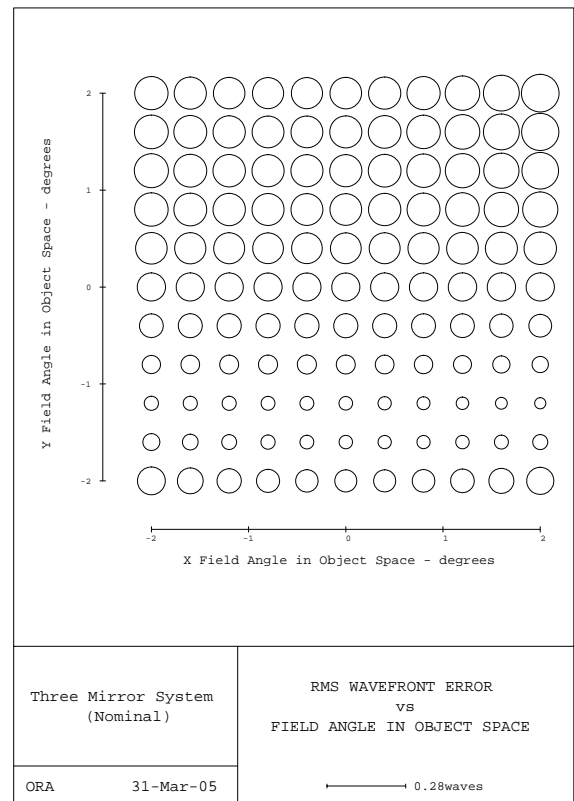 2
1
0
-1
-2
Y Field Angle in Object Space - degrees
-2
-1
0
1
2
X Field Angle in Object Space - degrees
Three Mirror System
(Nominal)
ORA 31-Mar-05
RMS WAVEFRONT ERROR
vs
FIELD ANGLE IN OBJECT SPACE
0.28waves